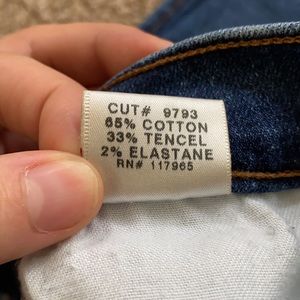 CUT# 9793
65% COTTON
33% TENCEL
2% ELASTANE
RN# 117965